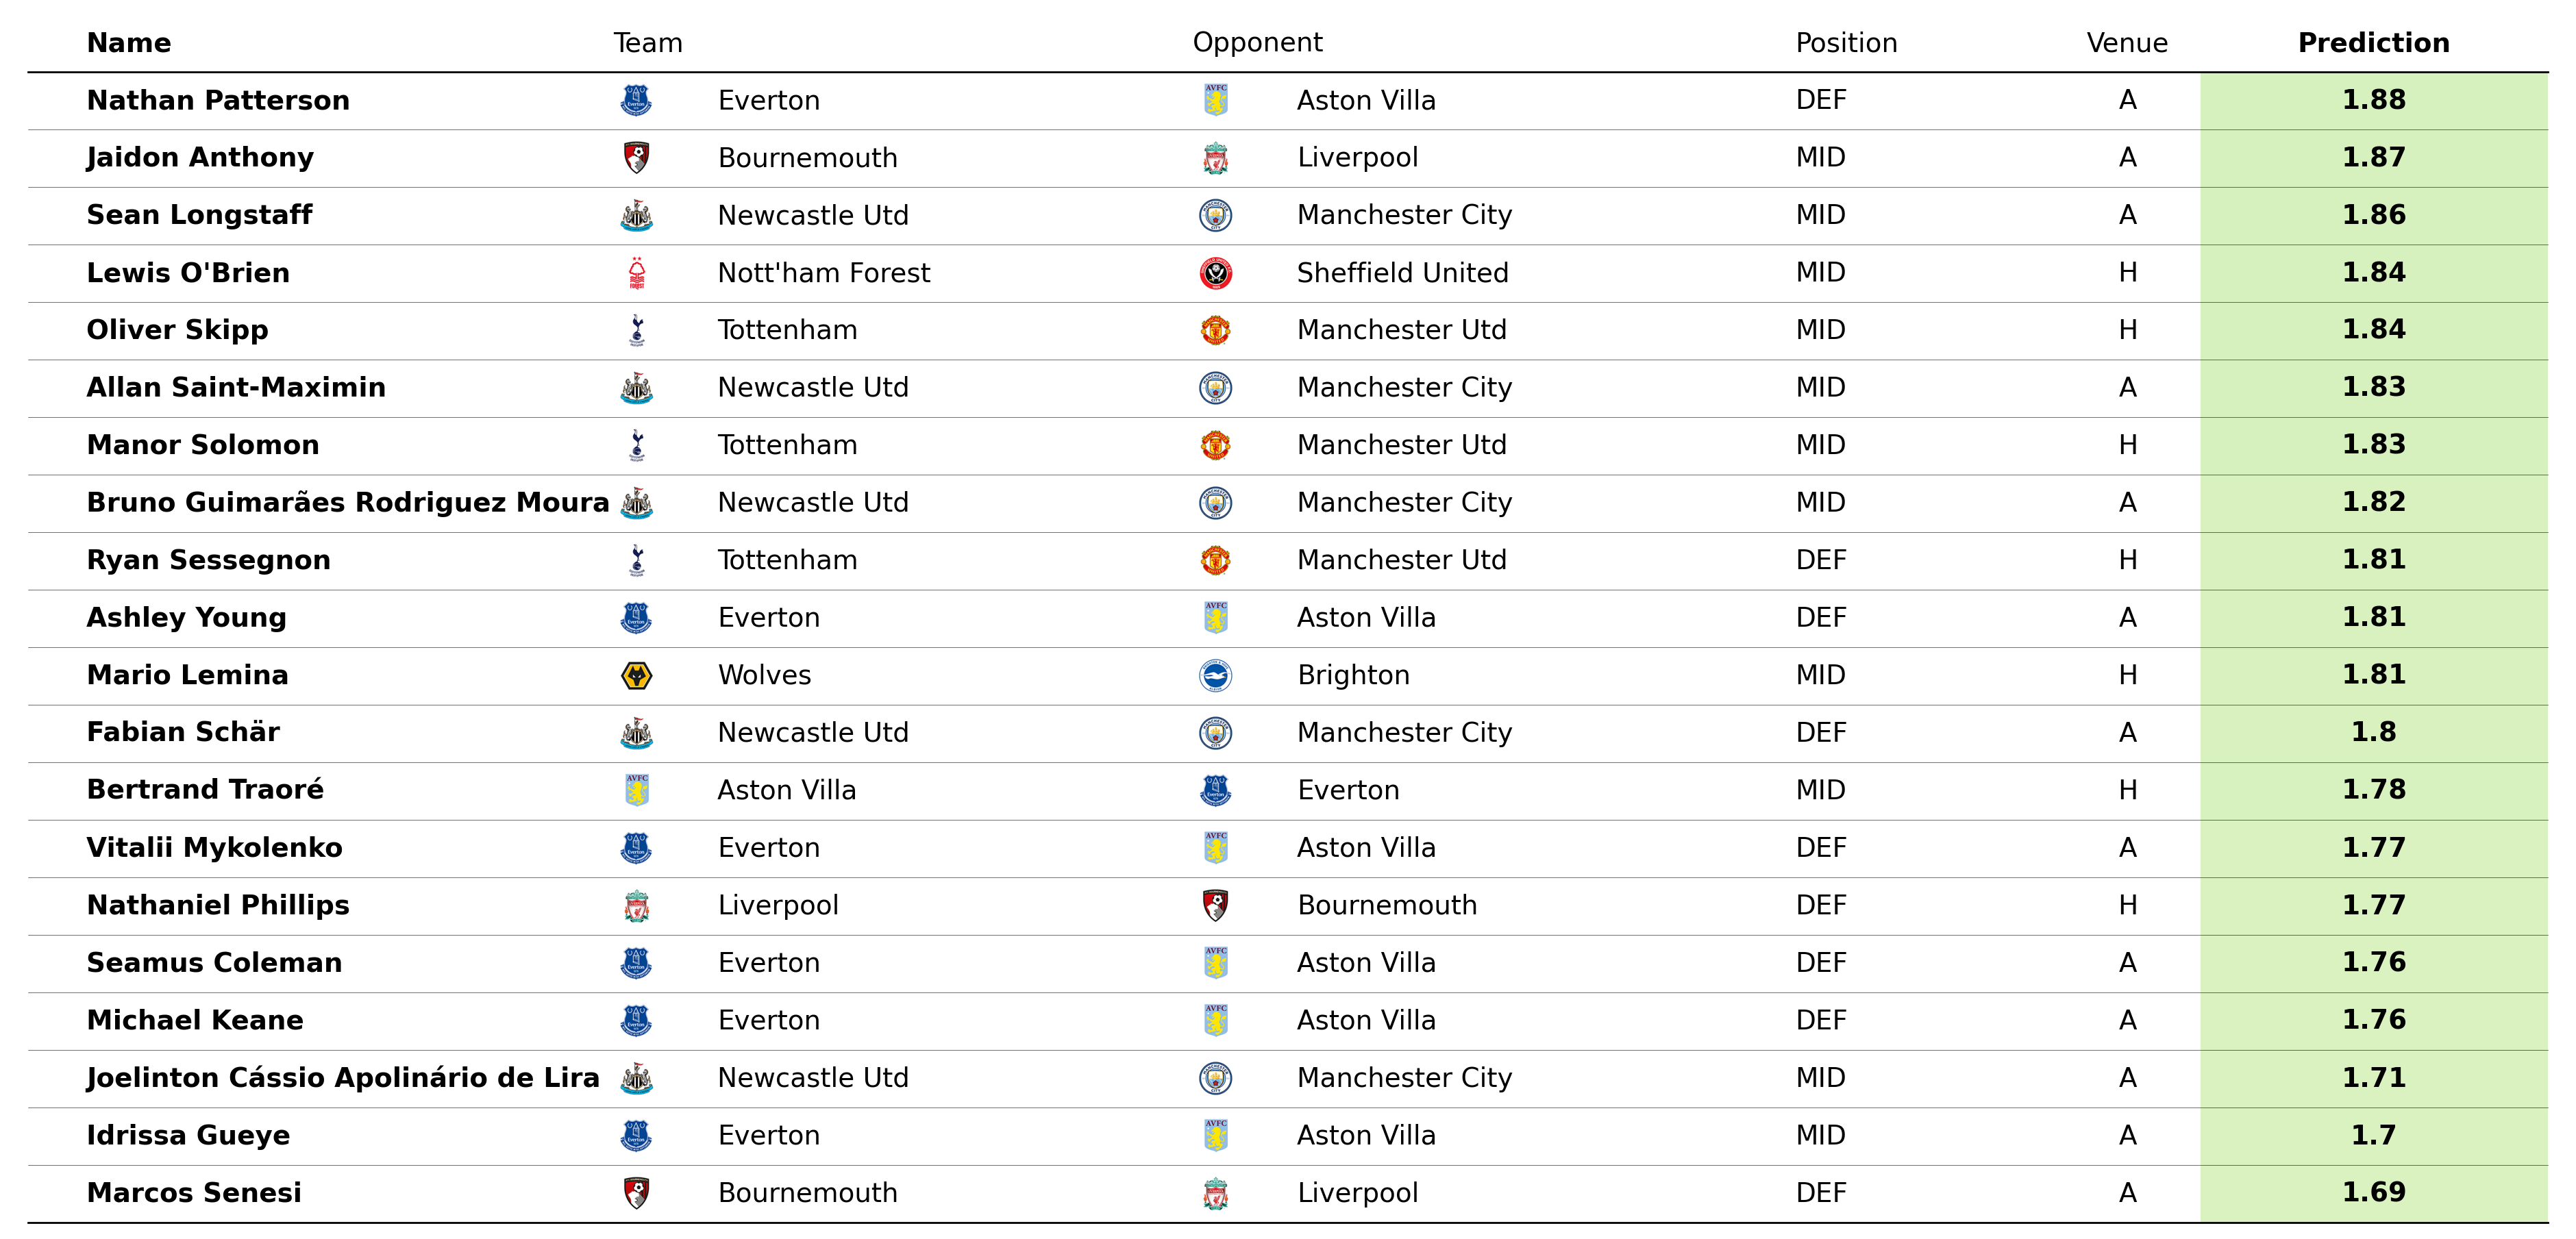 Name Team Opponent Position Venue Prediction
Nathan Patterson Everton Aston Villa DEF A 1.88
Jaidon Anthony Bournemouth Liverpool MID A 1.87
Sean Longstaff Newcastle Utd Manchester City MID A 1.86
Lewis O'Brien Nott'ham Forest Sheffield United MID H 1.84
Oliver Skipp Tottenham Manchester Utd MID H 1.84
Allan Saint-Maximin Newcastle Utd Manchester City MID A 1.83
Manor Solomon Tottenham Manchester Utd MID H 1.83
Bruno Guimarães Rodriguez Moura Newcastle Utd Manchester City MID A 1.82
Ryan Sessegnon Tottenham Manchester Utd DEF H 1.81
Ashley Young Everton Aston Villa DEF A 1.81
Mario Lemina Wolves Brighton MID H 1.81
Fabian Schär Newcastle Utd Manchester City DEF A 1.8
Bertrand Traoré Aston Villa Everton MID H 1.78
Vitalii Mykolenko Everton Aston Villa DEF A 1.77
Nathaniel Phillips Liverpool Bournemouth DEF H 1.77
Seamus Coleman Everton Aston Villa DEF A 1.76
Michael Keane Everton Aston Villa DEF A 1.76
Joelinton Cássio Apolinário de Lira Newcastle Utd Manchester City MID A 1.71
Idrissa Gueye Everton Aston Villa MID A 1.7
Marcos Senesi Bournemouth Liverpool DEF A 1.69